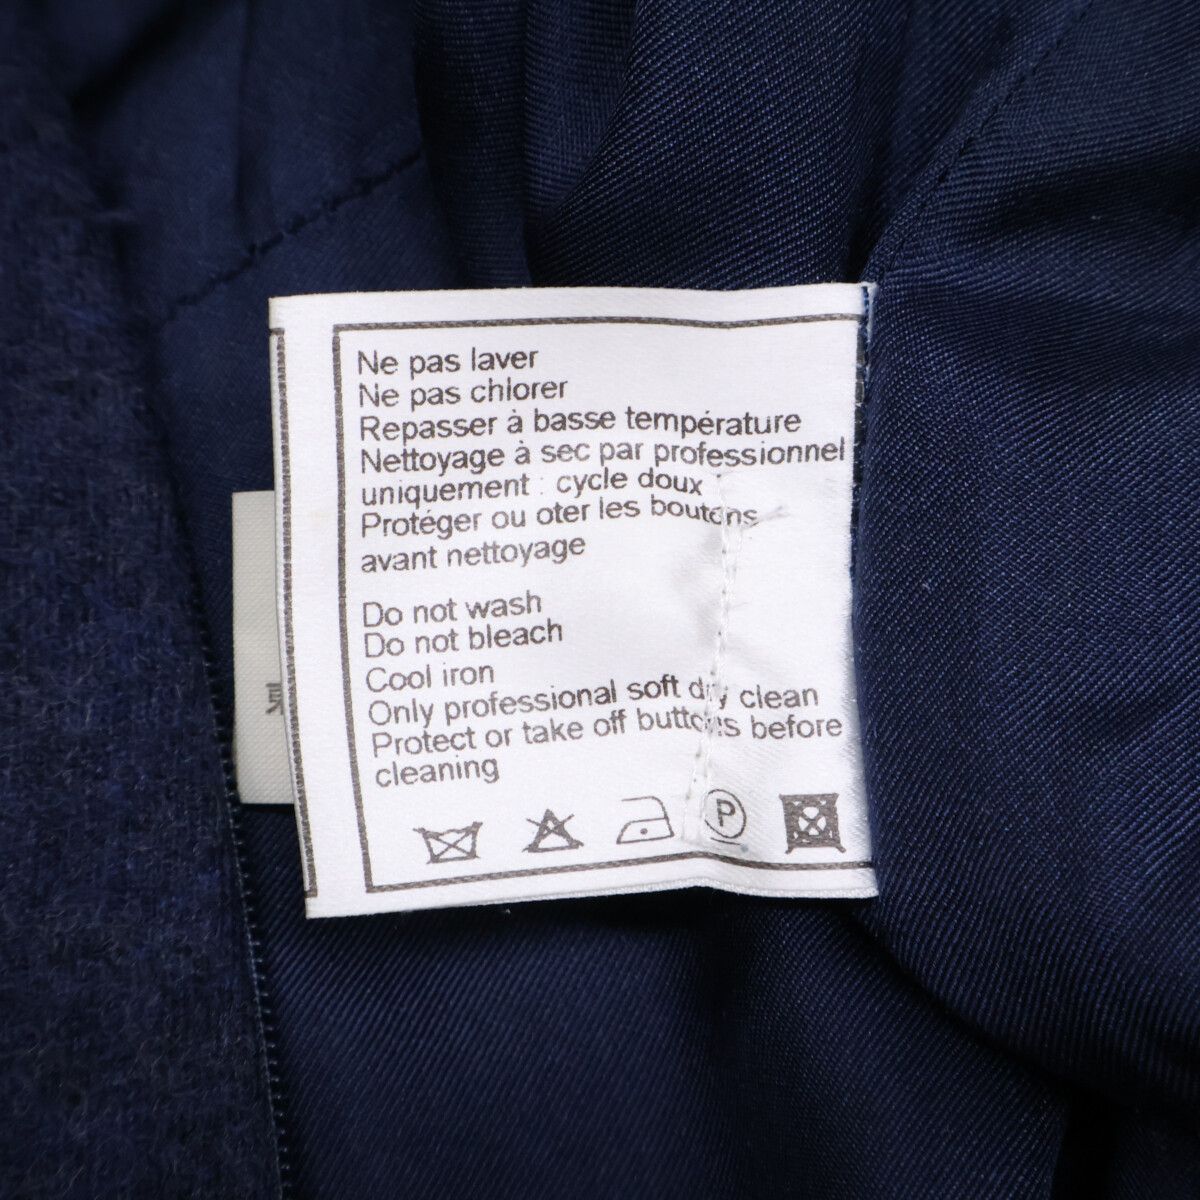 Ne pas laver
Ne pas chlorer
Repasser à basse température
Nettoyage à sec par professionnel
uniquement : cycle doux
Protéger ou oter les boutons
avant nettoyage
Do not wash
Do not bleach
Cool iron
Only professional soft dry clean
Protect or take off buttons before
cleaning
P